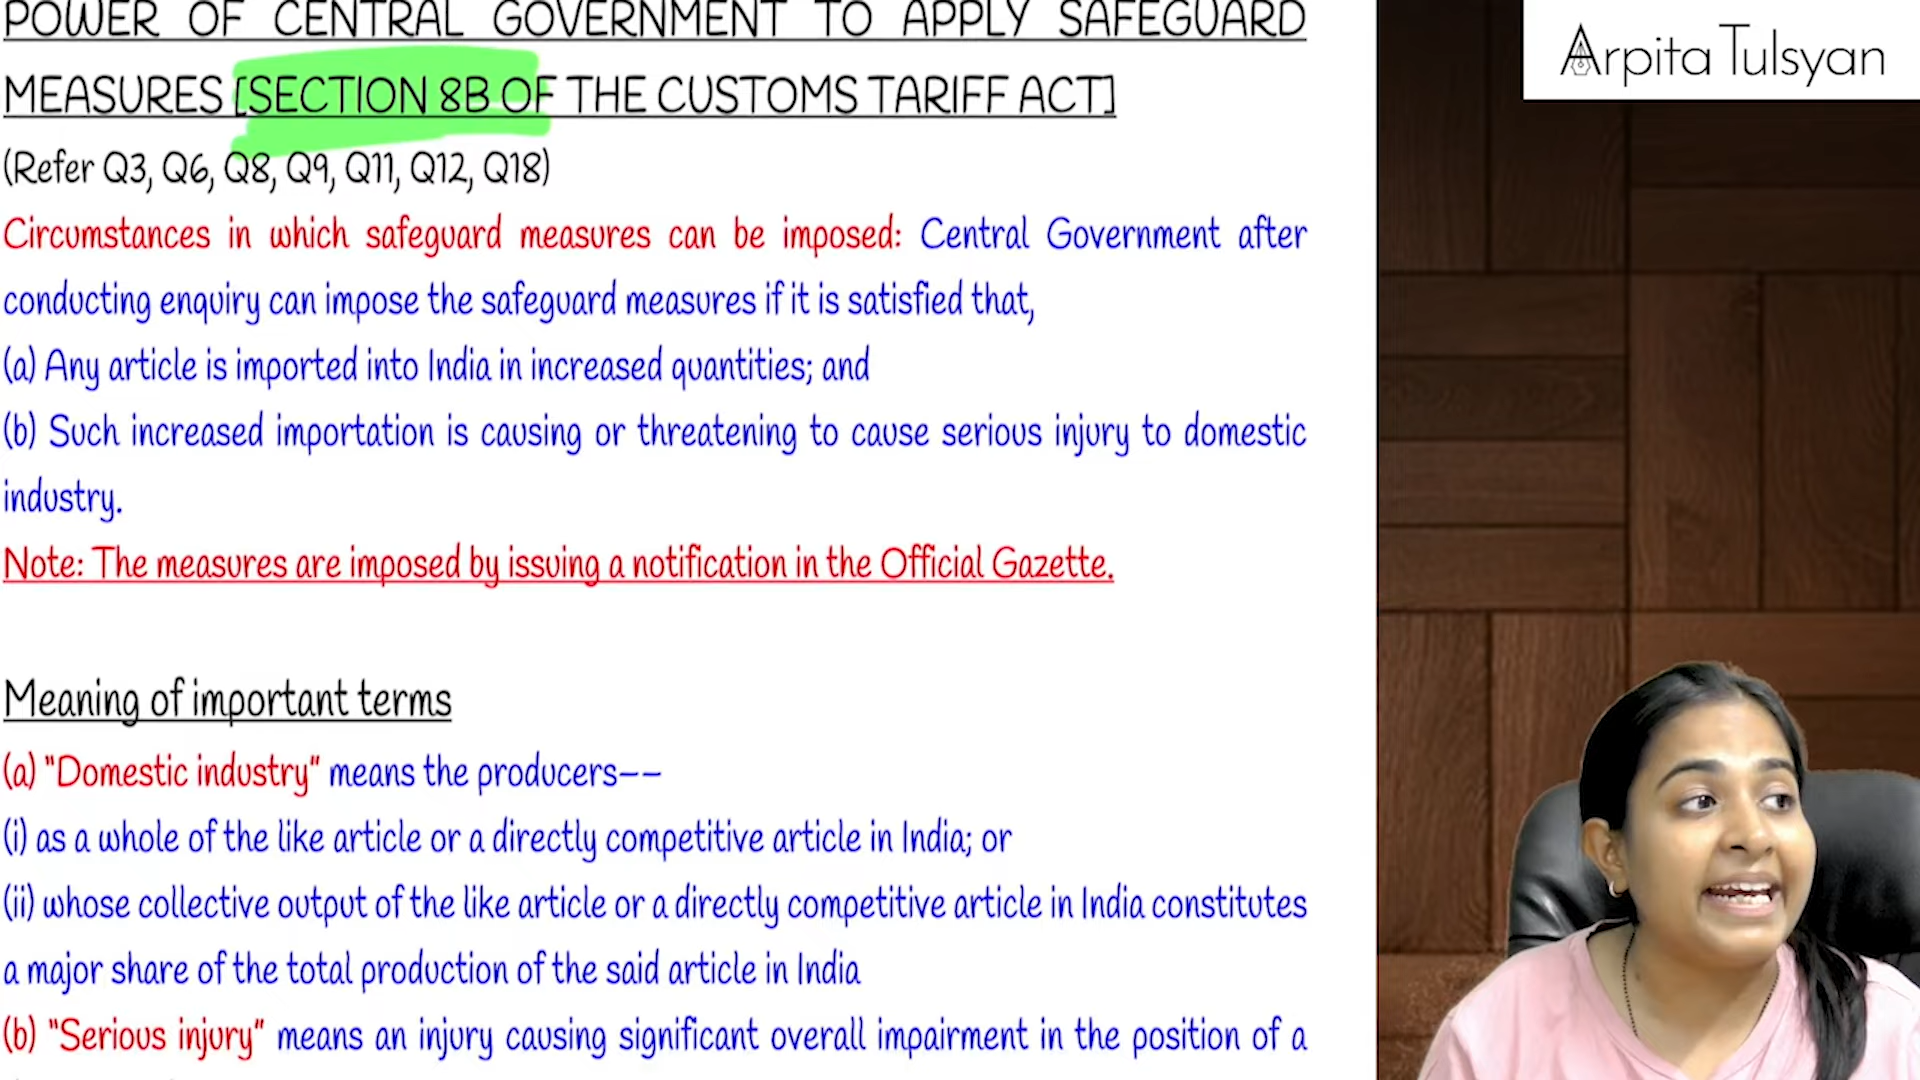 POWER OF CENTRAL GOVERNMENT TO APPLY SAFEGUARD
MEASURES [SECTION 8B OF THE CUSTOMS TARIFF ACT]
(Refer Q3, Q6, Q8, Q9, Q11, Q12, Q18)
Circumstances in which safeguard measures can be imposed: Central Government after
conducting enquiry can impose the safeguard measures if it is satisfied that,
(a) Any article is imported into India in increased quantities; and
(b) Such increased importation is causing or threatening to cause serious injury to domestic
industry.
Note: The measures are imposed by issuing a notification in the Official Gazette.
Meaning of important terms
(a) "Domestic industry" means the producers--
(i) as a whole of the like article or a directly competitive article in India; or
(ii) whose collective output of the like article or a directly competitive article in India constitutes
a major share of the total production of the said article in India
(b) "Serious injury" means an injury causing significant overall impairment in the position of a
Arpita Tulsyan